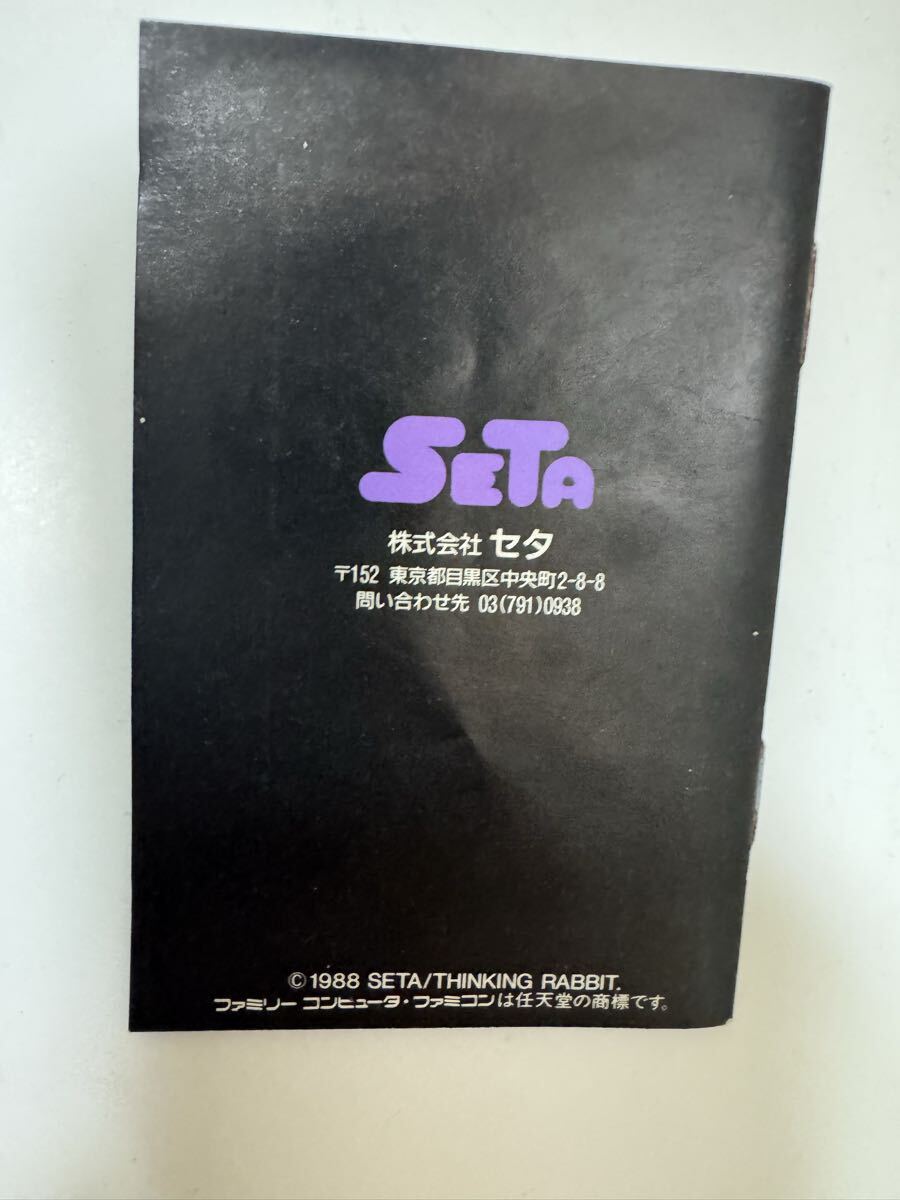 SETA
株式会社 セタ
〒152 東京都目黒区中央町2-8-8
問い合わせ先 03(791)0938
©1988 SETA/THINKING RABBIT.
ファミリー コンピュータ・ファミコンは任天堂の商標です。